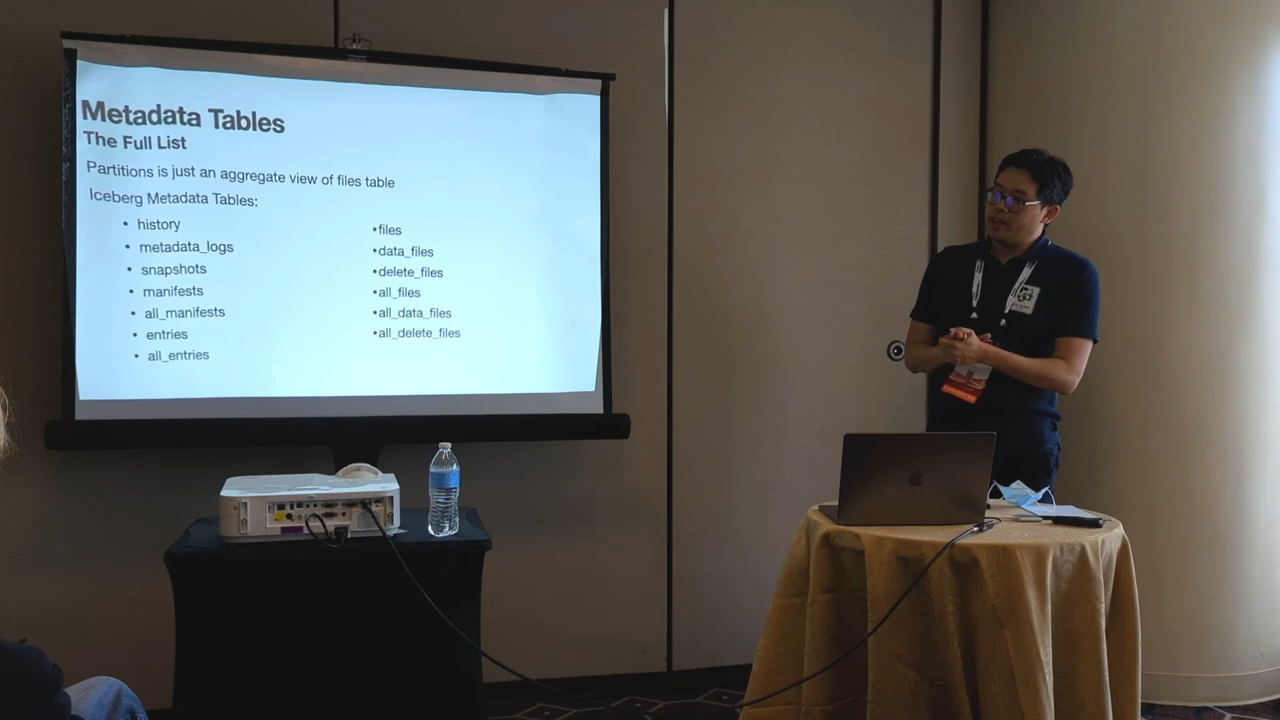 Metadata Tables
The Full List
Partitions is just an aggregate view of files table
Iceberg Metadata Tables:
• history
• metadata_logs
• snapshots
• manifests
• all_manifests
• entries
• all_entries
•files
•data_files
•delete_files
•all_files
•all_data_files
•all_delete_files